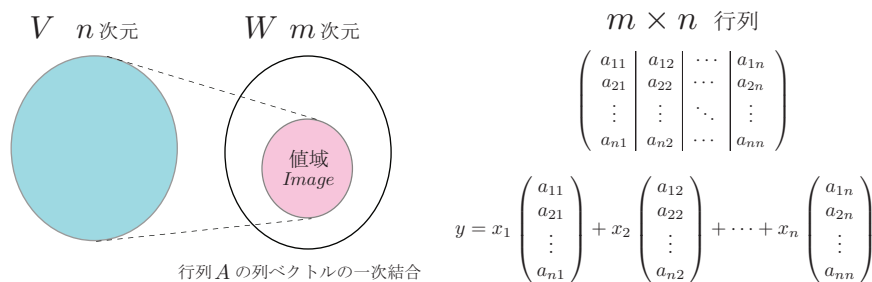 V n次元
W m次元
値域
Image
行列Aの列ベクトルの一次結合
m × n 行列
a11 a12 ⋯ a1n
a21 a22 ⋯ a2n
⋮ ⋮ ⋱ ⋮
an1 an2 ⋯ ann
y = x1 (a11 a21 ⋮ an1) + x2 (a12 a22 ⋮ an2) + ⋯ + xn (a1n a2n ⋮ ann)